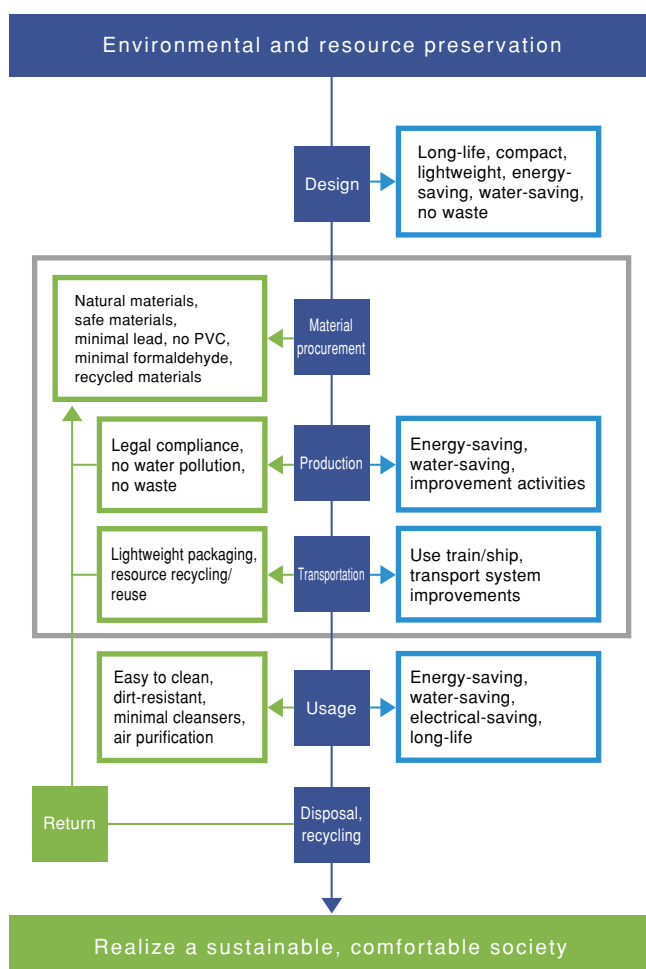 Environmental and resource preservation
Design
Long-life, compact,
lightweight, energy-
saving, water-saving,
no waste
Natural materials,
safe materials,
minimal lead, no PVC,
minimal formaldehyde,
recycled materials
Material
procurement
Legal compliance,
no water pollution,
no waste
Production
Energy-saving,
water-saving,
improvement activities
Lightweight packaging,
resource recycling/
reuse
Transportation
Use train/ship,
transport system
improvements
Easy to clean,
dirt-resistant,
minimal cleansers,
air purification
Usage
Energy-saving,
water-saving,
electrical-saving,
long-life
Return
Disposal,
recycling
Realize a sustainable, comfortable society